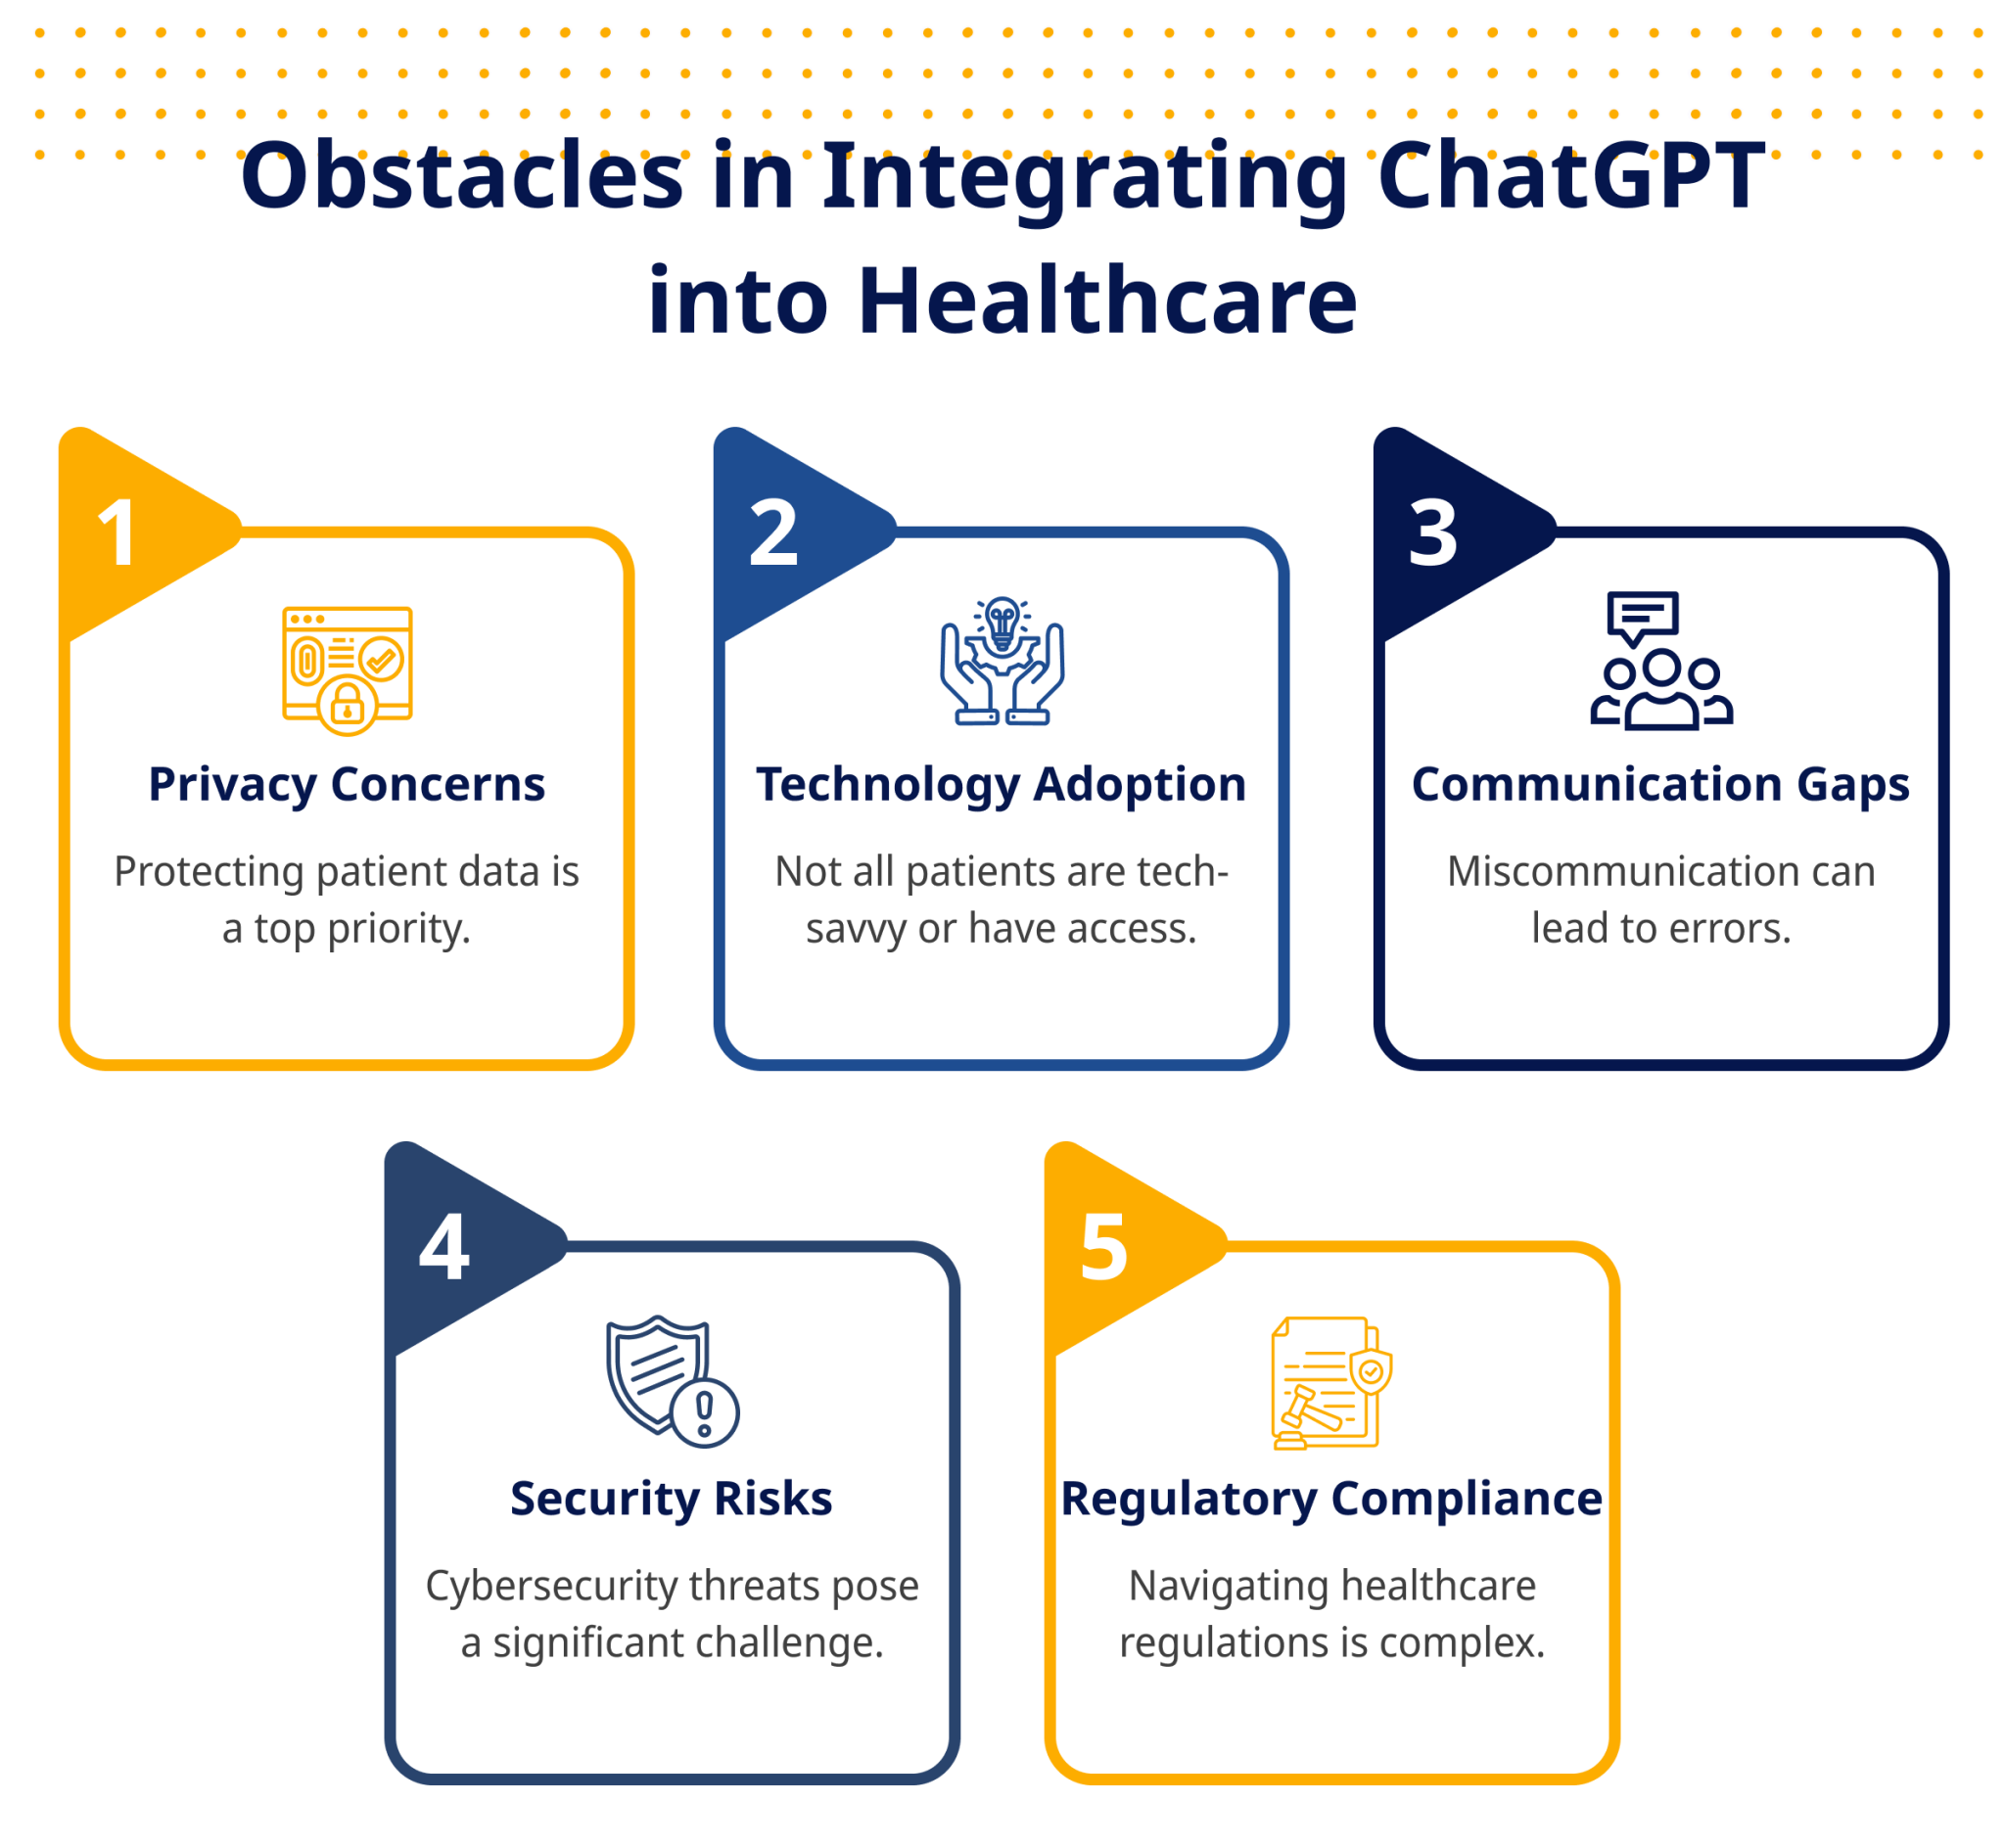 Obstacles in Integrating ChatGPT
into Healthcare
1
Privacy Concerns
Protecting patient data is
a top priority.
2
Technology Adoption
Not all patients are tech-
savvy or have access.
3
Communication Gaps
Miscommunication can
lead to errors.
4
Security Risks
Cybersecurity threats pose
a significant challenge.
5
Regulatory Compliance
Navigating healthcare
regulations is complex.